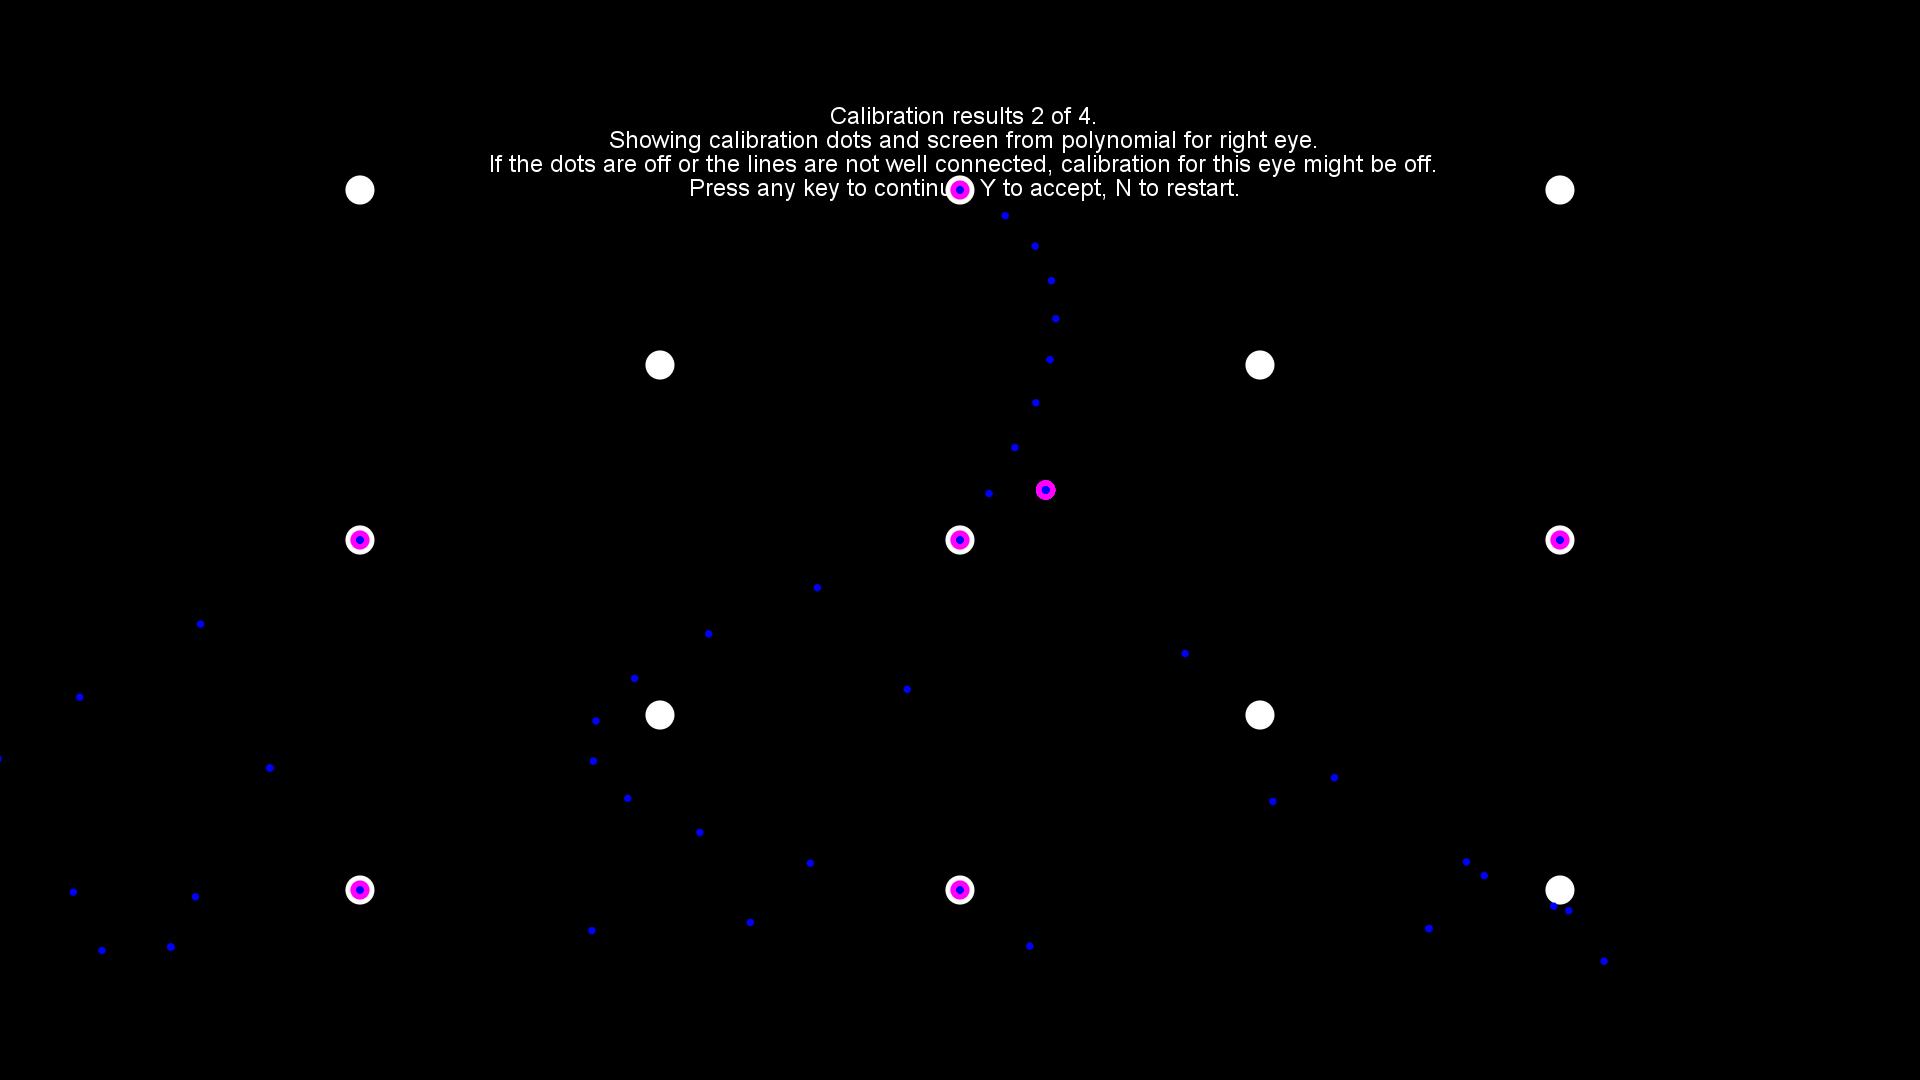 Calibration results 2 of 4.
Showing calibration dots and screen from polynomial for right eye.
If the dots are off or the lines are not well connected, calibration for this eye might be off.
Press any key to continu Y to accept, N to restart.